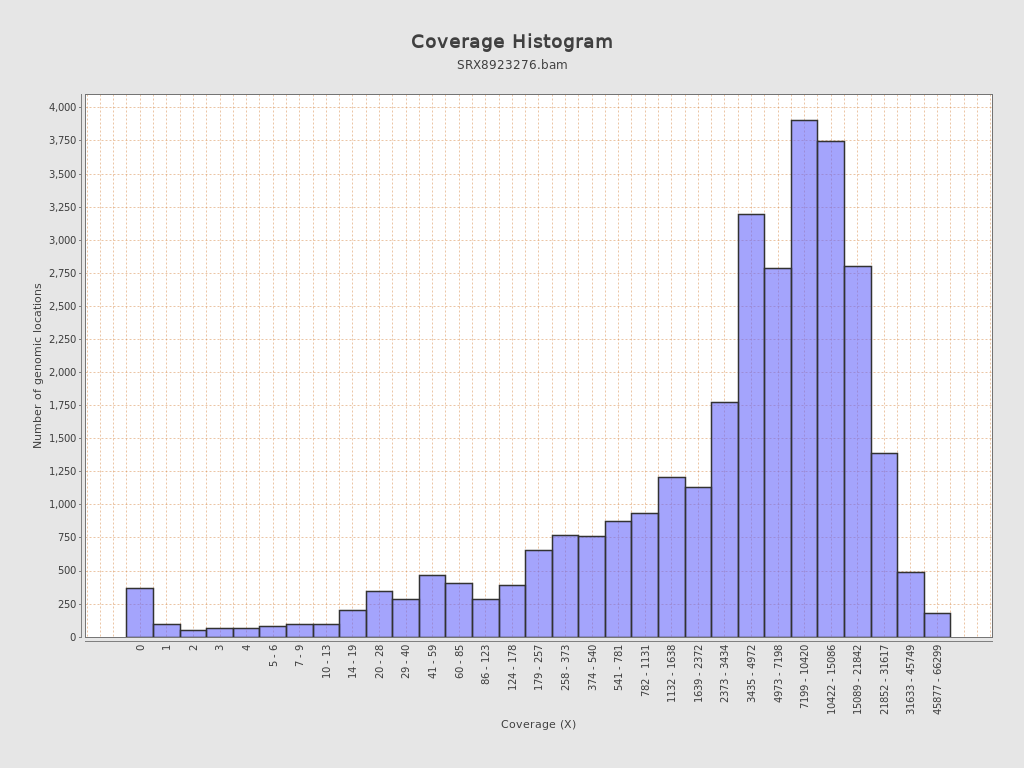 Coverage Histogram
SRX8923276.bam
Number of genomic locations
4,000
3,750
3,500
3,250
3,000
2,750
2,500
2,250
2,000
1,750
1,500
1,250
1,000
750
500
250
0
0
1
2
3
4
5 - 6
7 - 9
10 - 13
14 - 19
20 - 28
29 - 40
41 - 59
60 - 85
86 - 123
124 - 178
179 - 257
258 - 373
374 - 540
541 - 781
782 - 1131
1132 - 1638
1639 - 2372
2373 - 3434
3435 - 4972
4973 - 7198
7199 - 10420
10422 - 15086
15089 - 21842
21852 - 31617
31633 - 45749
45877 - 66299
Coverage (X)